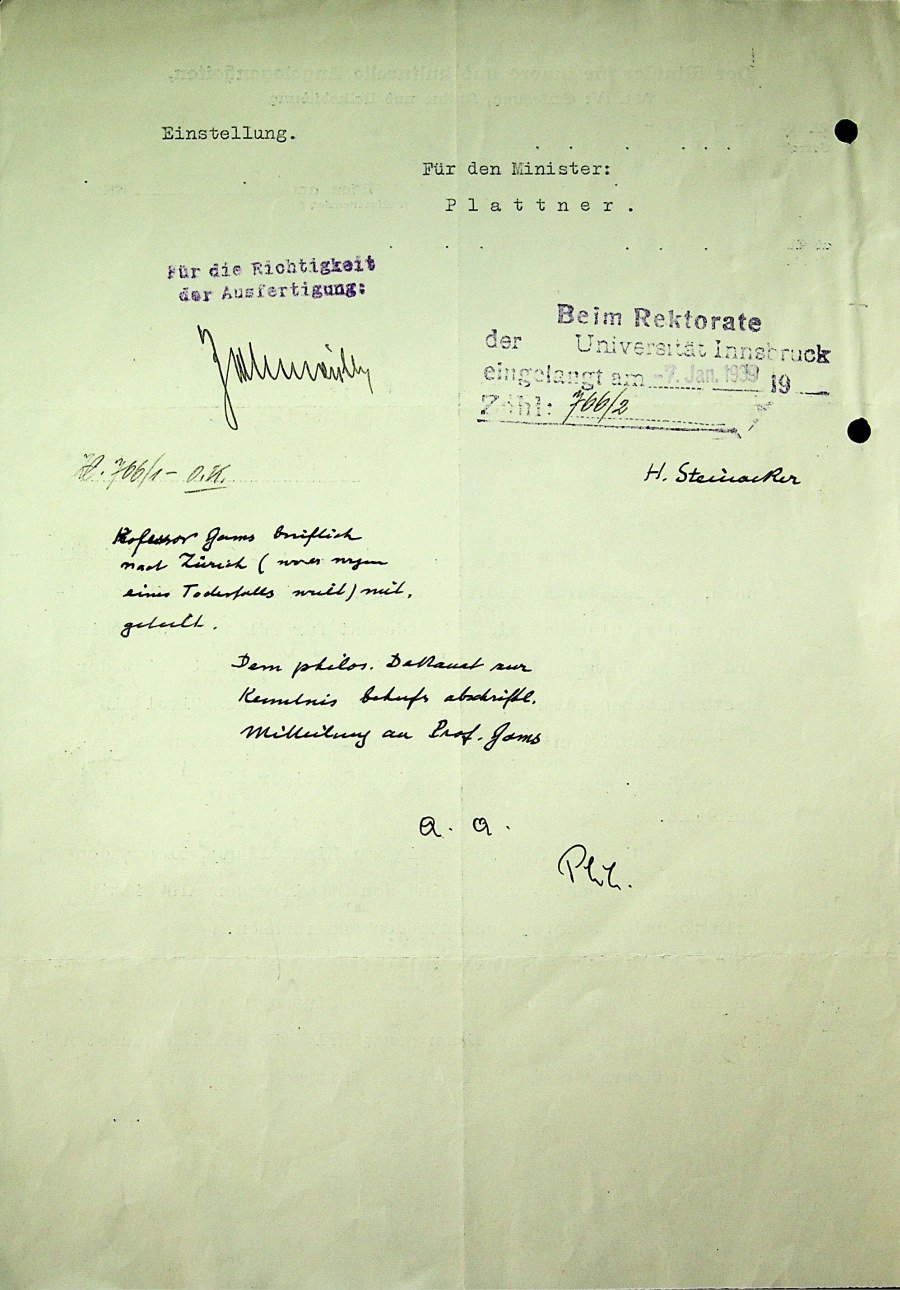 Einstellung.
Für den Minister:
Plattner.
Für die Richtigkeit
der Ausfertigung:
Beim Rektorate
der Universität Innsbruck
eingelangt am -7. Jan. 1939 19
Zahl: 766/2
H. Steinacker
766/1 - o.K.
Professor Gams brieflich
nach Zürich (wo er wegen
eines Todesfalls weilt) mit-
geteilt.
Dem philos. Dekanat zur
Kenntnis behufs abschriftl.
Mitteilung an Prof. Gams
a. a.
Phil.